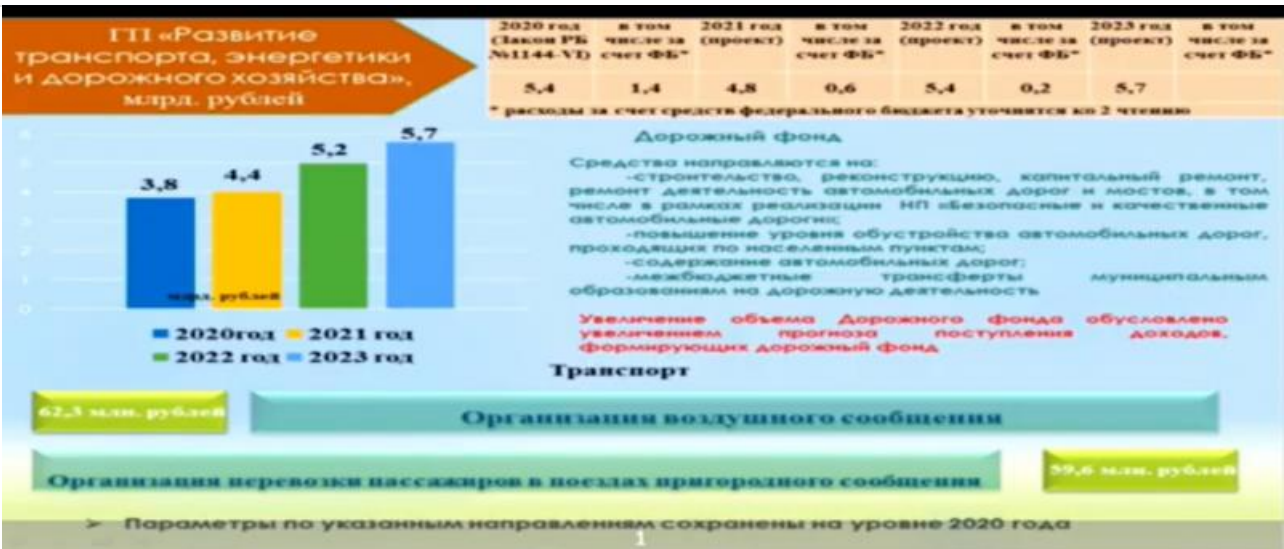 ГП «Развитие
транспорта, энергетики
и дорожного хозяйства»,
млрд. рублей
2020 год (Закон РБ №1144-VI) в том числе за счет ФБ* 2021 год (проект) в том числе за счет ФБ* 2022 год (проект) в том числе за счет ФБ* 2023 год (проект) в том числе за счет ФБ*
5,4 1,4 4,8 0,6 5,4 0,2 5,7
* расходы за счет средств федерального бюджета уточнятся ко 2 чтению
6
5
4
3
2
1
0
3,8 4,4 5,2 5,7
млрд. рублей
2020год 2021 год
2022 год 2023 год
Дорожный фонд
Средства направляются на:
-строительство, реконструкцию, капитальный ремонт,
ремонт деятельность автомобильных дорог и мостов, в том
числе в рамках реализации НП «Безопасные и качественные
автомобильные дороги»;
-повышение уровня обустройства автомобильных дорог,
проходящих по населенным пунктам;
-содержание автомобильных дорог;
-межбюджетные трансферты муниципальным
образованиям на дорожную деятельность
Увеличение объема Дорожного фонда обусловлено
увеличением прогноза поступления доходов,
формирующих дорожный фонд
Транспорт
62,3 млн. рублей
Организация воздушного сообщения
Организация перевозки пассажиров в поездах пригородного сообщения
59,6 млн. рублей
➢ Параметры по указанным направлениям сохранены на уровне 2020 года
1